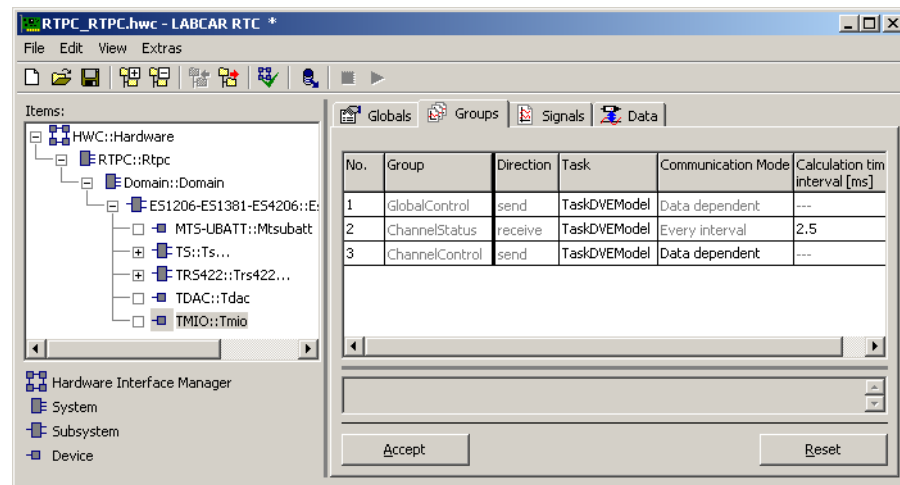 RTPC_RTPC.hwc - LABCAR RTC *
File Edit View Extras
Items:
HWC::Hardware
RTPC::Rtpc
Domain::Domain
ES1206-ES1381-ES4206::E
MTS-UBATT::Mtsubatt
TS::Ts...
TRS422::Trs422...
TDAC::Tdac
TMIO::Tmio
Hardware Interface Manager
System
Subsystem
Device
Globals Groups Signals Data
No. Group Direction Task Communication Mode Calculation tim
interval [ms]
1 GlobalControl send TaskDVEModel Data dependent ---
2 ChannelStatus receive TaskDVEModel Every interval 2.5
3 ChannelControl send TaskDVEModel Data dependent ---
Accept Reset